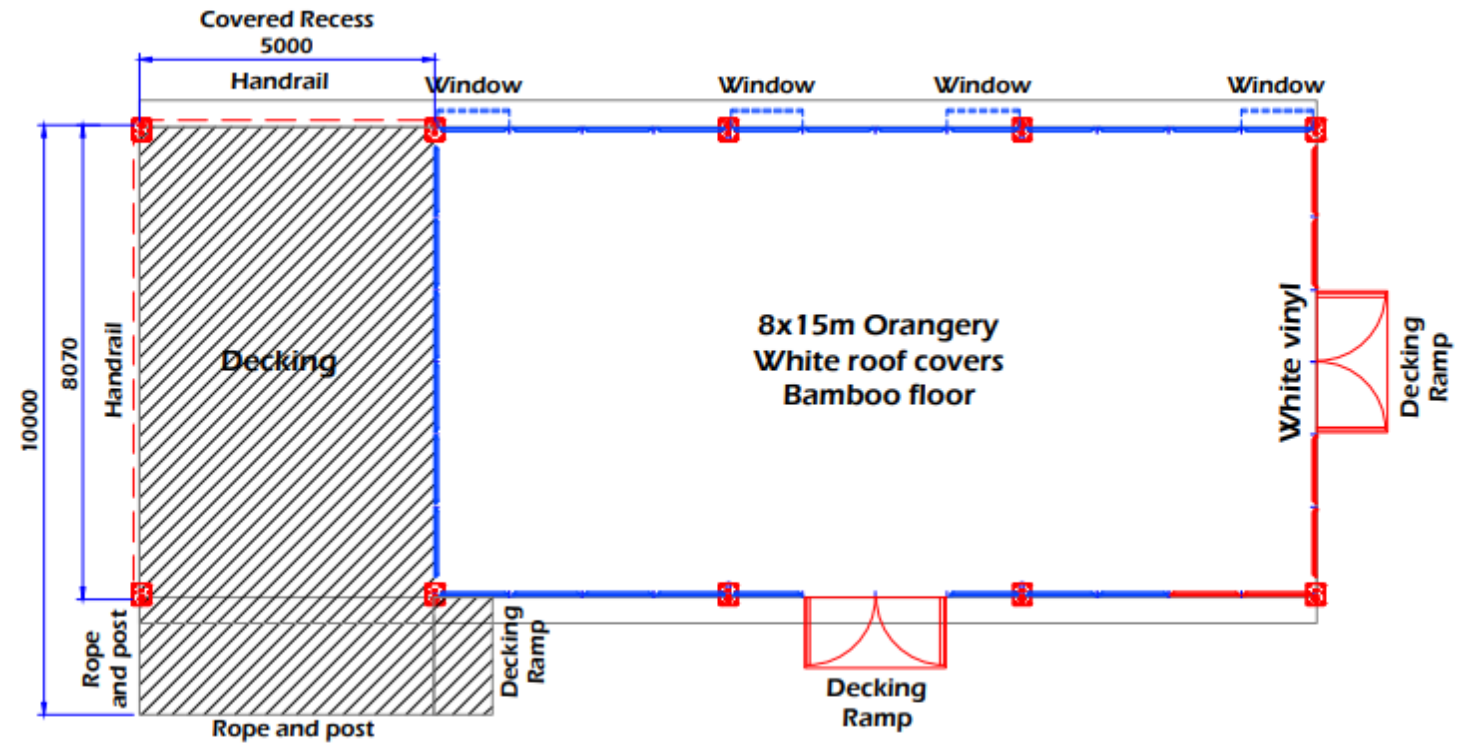 Covered Recess
5000
Handrail
Window
Window
Window
Window
10000
8070
Handrail
Decking
8x15m Orangery
White roof covers
Bamboo floor
White vinyl
Decking
Ramp
Rope
and post
Decking
Ramp
Decking
Ramp
Rope and post